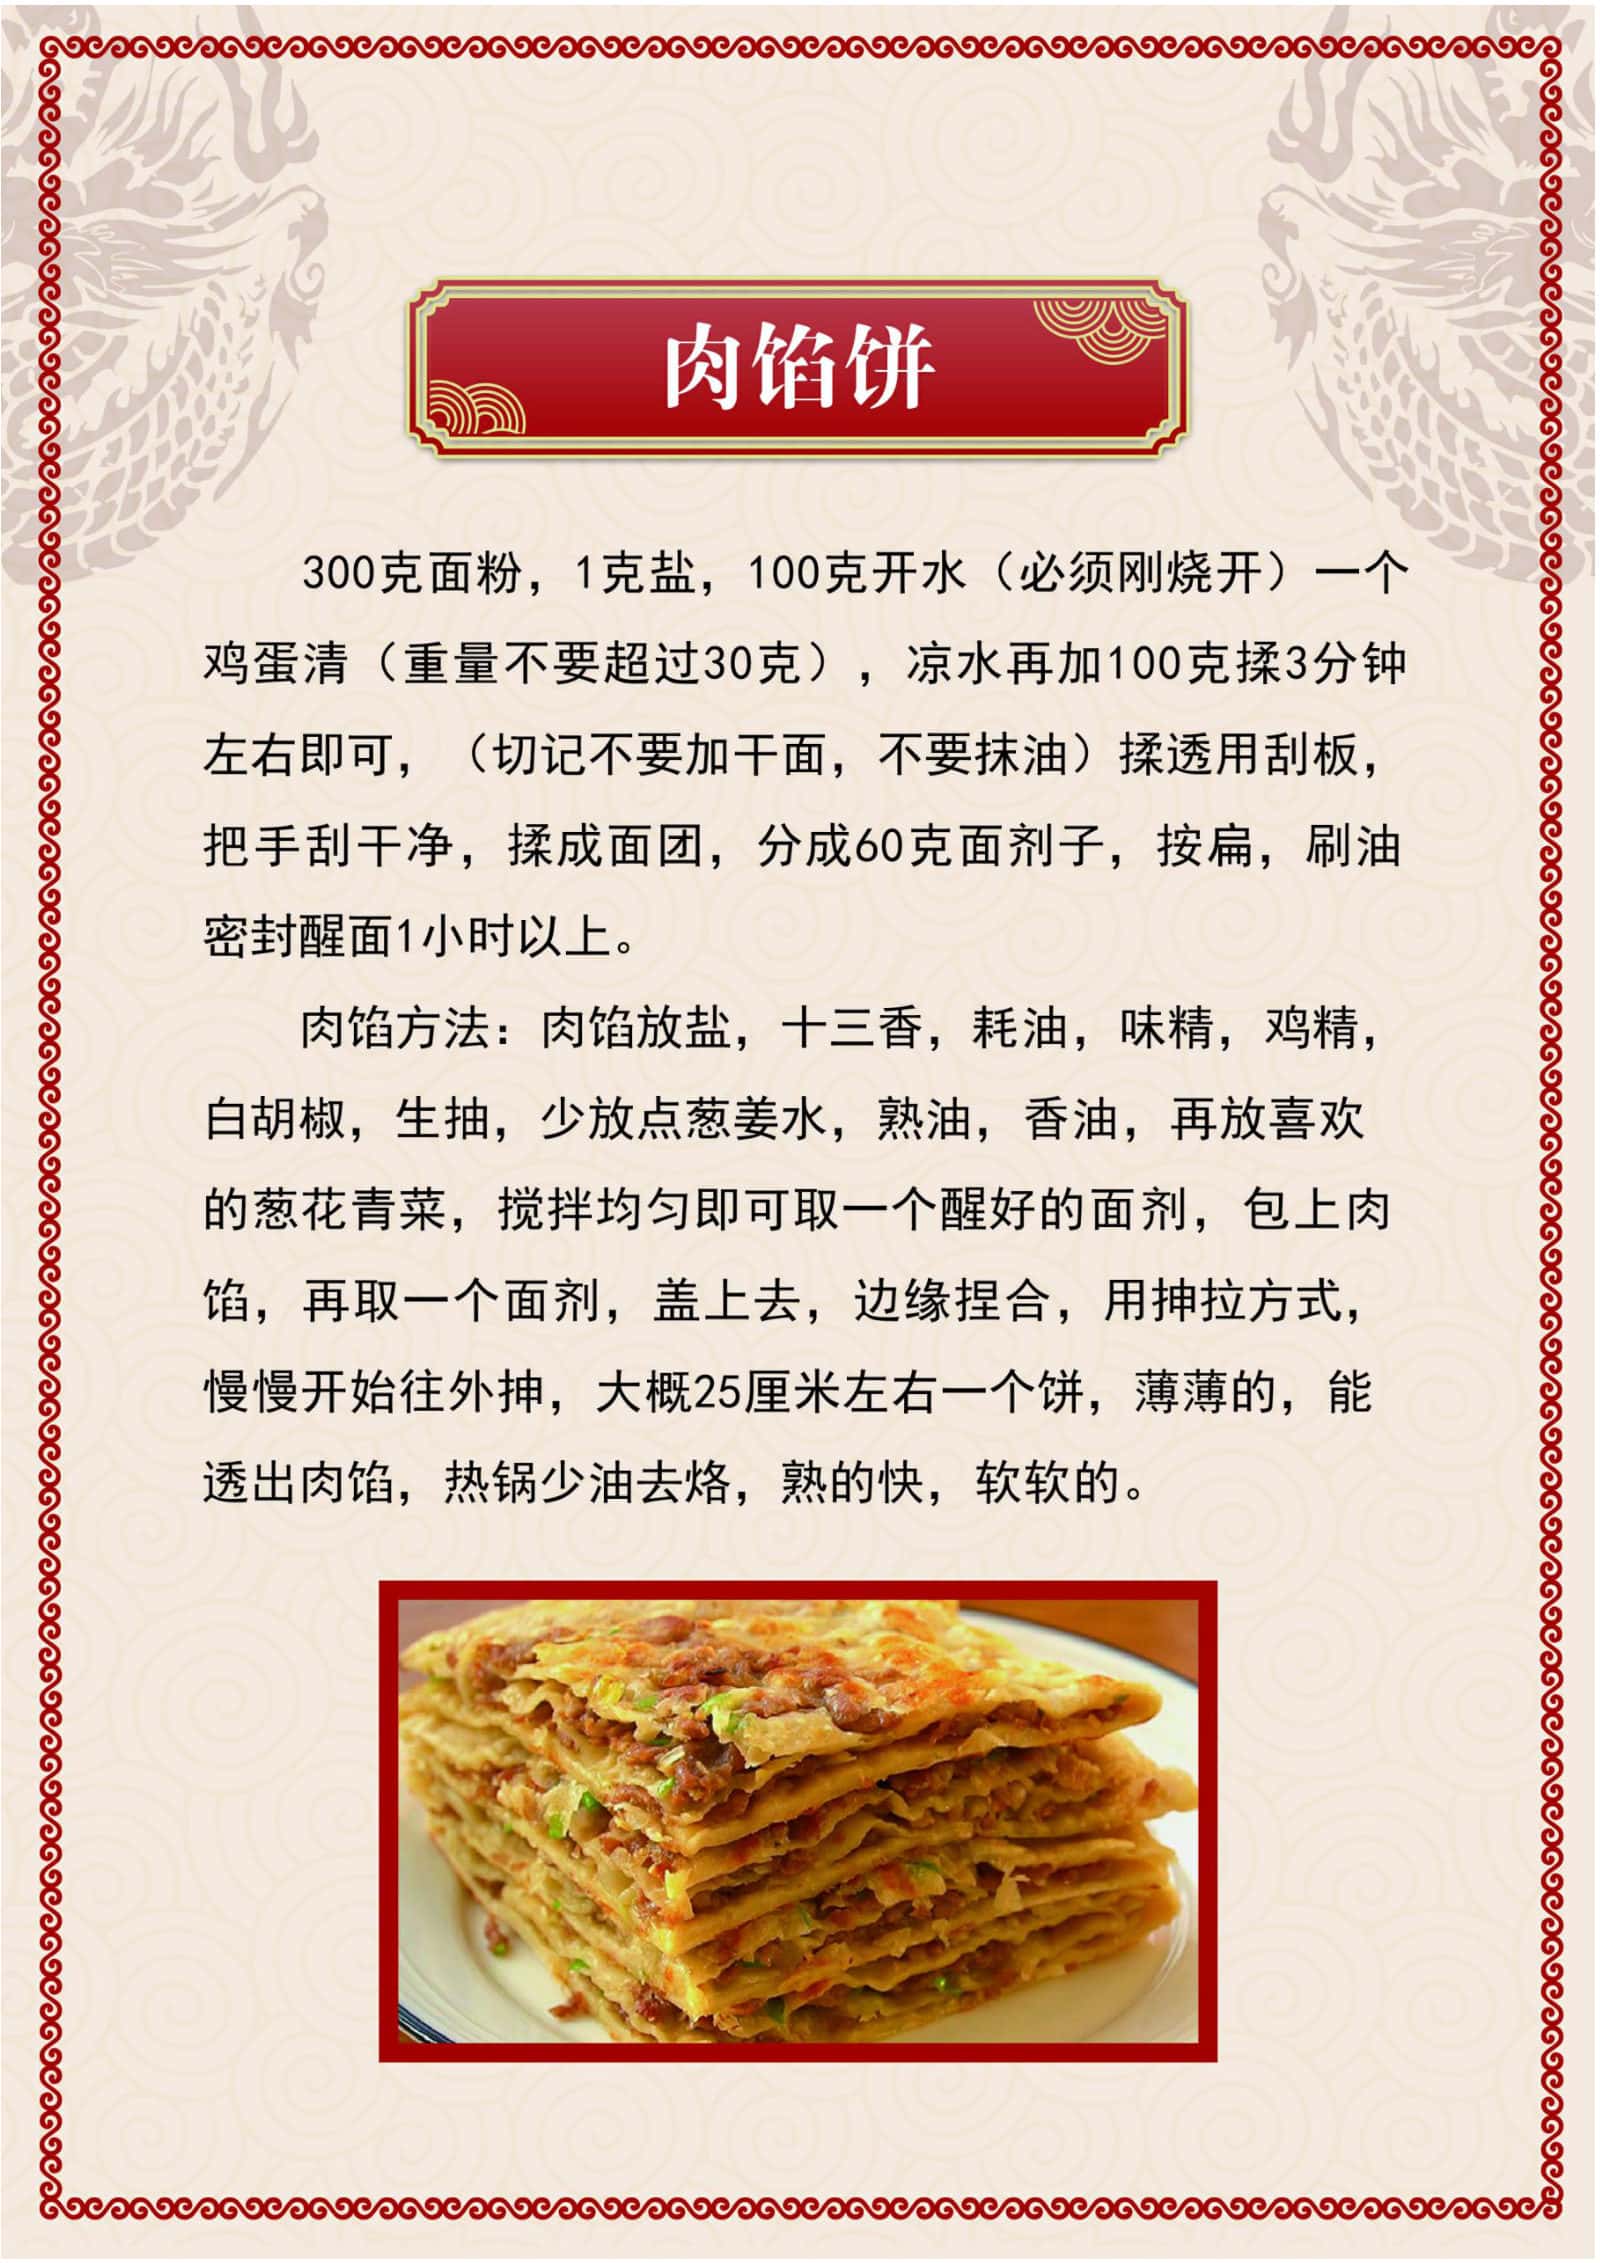 肉馅饼
300克面粉，1克盐，100克开水（必须刚烧开）一个
鸡蛋清（重量不要超过30克），凉水再加100克揉3分钟
左右即可，（切记不要加干面，不要抹油）揉透用刮板，
把手刮干净，揉成面团，分成60克面剂子，按扁，刷油
密封醒面1小时以上。
肉馅方法：肉馅放盐，十三香，耗油，味精，鸡精，
白胡椒，生抽，少放点葱姜水，熟油，香油，再放喜欢
的葱花青菜，搅拌均匀即可取一个醒好的面剂，包上肉
馅，再取一个面剂，盖上去，边缘捏合，用抻拉方式，
慢慢开始往外抻，大概25厘米左右一个饼，薄薄的，能
透出肉馅，热锅少油去烙，熟的快，软软的。